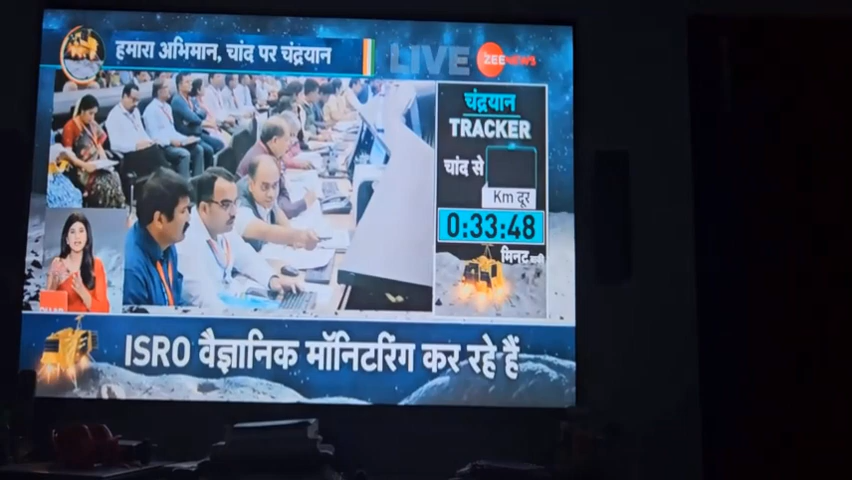 हमारा अभिमान, चांद पर चंद्रयान
LIVE
ZEE NEWS
चंद्रयान
TRACKER
चांद से
Km दूर
0:33:48
मिनट
ISRO वैज्ञानिक मॉनिटरिंग कर रहे हैं